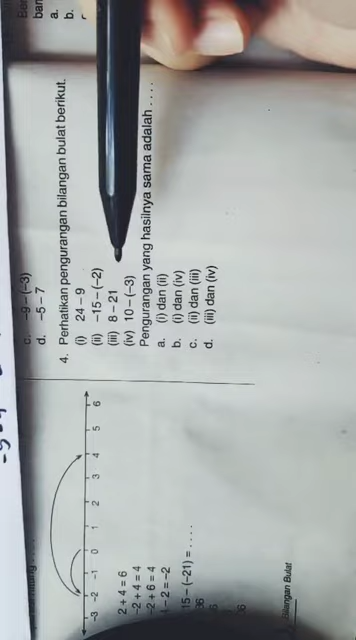 c. -9 - (-3)
d. -5 - 7
4. Perhatikan pengurangan bilangan bulat berikut.
(i) 24 - 9
(ii) -15 - (-2)
(iii) 8 - 21
(iv) 10 - (-3)
Pengurangan yang hasilnya sama adalah . . . .
a. (i) dan (ii)
b. (i) dan (iv)
c. (ii) dan (iii)
d. (iii) dan (iv)
-3 -2 -1 0 1 2 3 4 5 6
2 + 4 = 6
-2 + 4 = 4
-2 + 6 = 4
4 - 2 = -2
15 - (-21) = . . . .
Bilangan Bulat
a.
b.